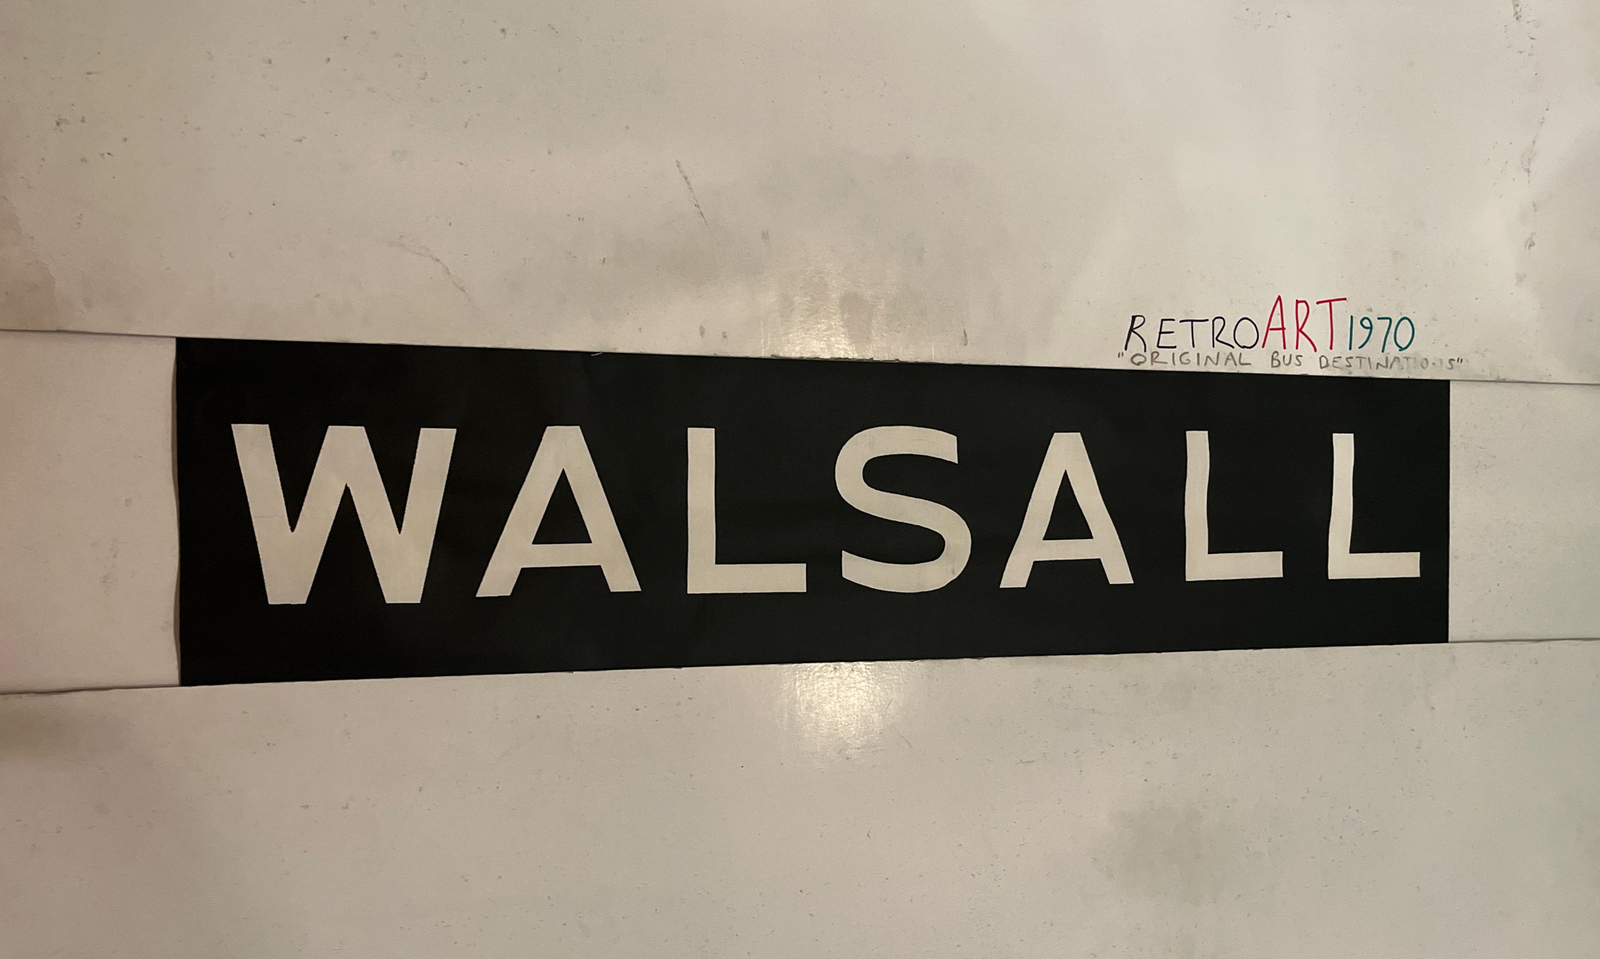 RETROART1970
"ORIGINAL BUS DESTINATIONS"
WALSALL